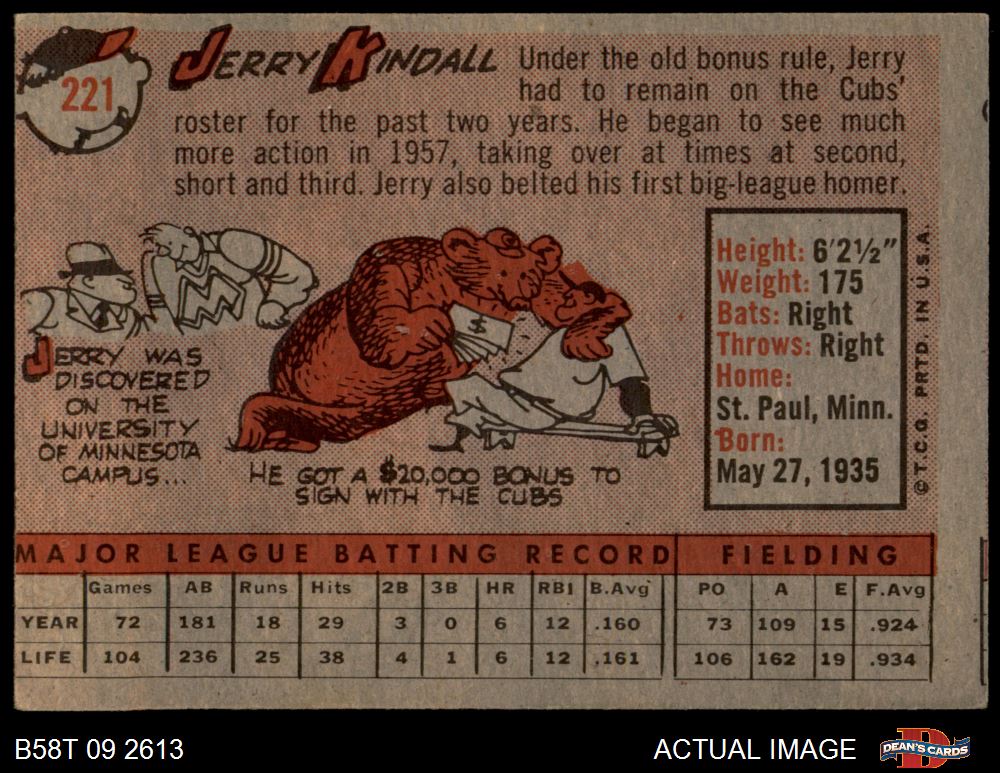 221
JERRY KINDALL
Under the old bonus rule, Jerry
had to remain on the Cubs'
roster for the past two years. He began to see much
more action in 1957, taking over at times at second,
short and third. Jerry also belted his first big-league homer.
JERRY WAS
DISCOVERED
ON THE
UNIVERSITY
OF MINNESOTA
CAMPUS...
$
HE GOT A $20,000 BONUS TO
SIGN WITH THE CUBS
Height: 6'2½"
Weight: 175
Bats: Right
Throws: Right
Home:
St. Paul, Minn.
Born:
May 27, 1935
©T.C.G. PRTD. IN U.S.A.
MAJOR LEAGUE BATTING RECORD FIELDING
Games AB Runs Hits 2B 3B HR RBI B.Avg PO A E F.Avg
YEAR 72 181 18 29 3 0 6 12 .160 73 109 15 .924
LIFE 104 236 25 38 4 1 6 12 .161 106 162 19 .934
B58T 09 2613
ACTUAL IMAGE
DEAN'S CARDS